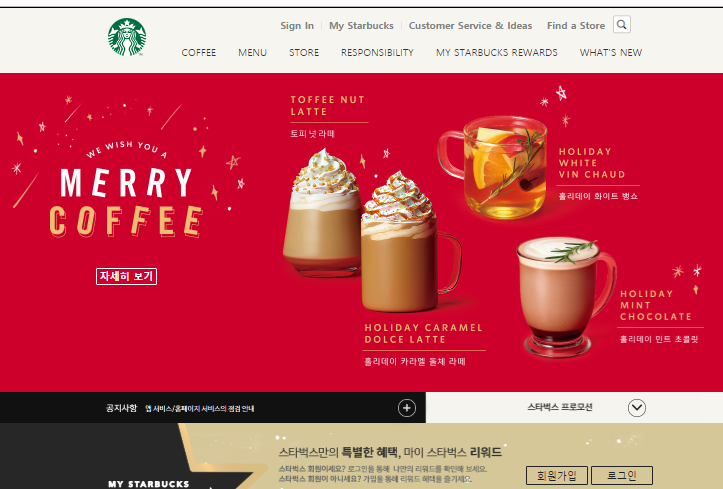 Sign In
My Starbucks
Customer Service & Ideas
Find a Store
COFFEE
MENU
STORE
RESPONSIBILITY
MY STARBUCKS REWARDS
WHAT'S NEW
WE WISH YOU A
MERRY
COFFEE
자세히 보기
TOFFEE NUT
LATTE
토피 넛 라떼
HOLIDAY
WHITE
VIN CHAUD
홀리데이 화이트 뱅쇼
HOLIDAY CARAMEL
DOLCE LATTE
홀리데이 카라멜 돌체 라떼
HOLIDAY
MINT
CHOCOLATE
홀리데이 민트 초콜릿
공지사항
앱 서비스/홈페이지 서비스의 점검 안내
스타벅스 프로모션
MY STARBUCKS
스타벅스만의 특별한 혜택, 마이 스타벅스 리워드
스타벅스 회원이세요? 로그인을 통해 나만의 리워드를 확인해 보세요.
스타벅스 회원이 아니세요? 가입을 통해 리워드 혜택을 즐기세요.
회원가입
로그인